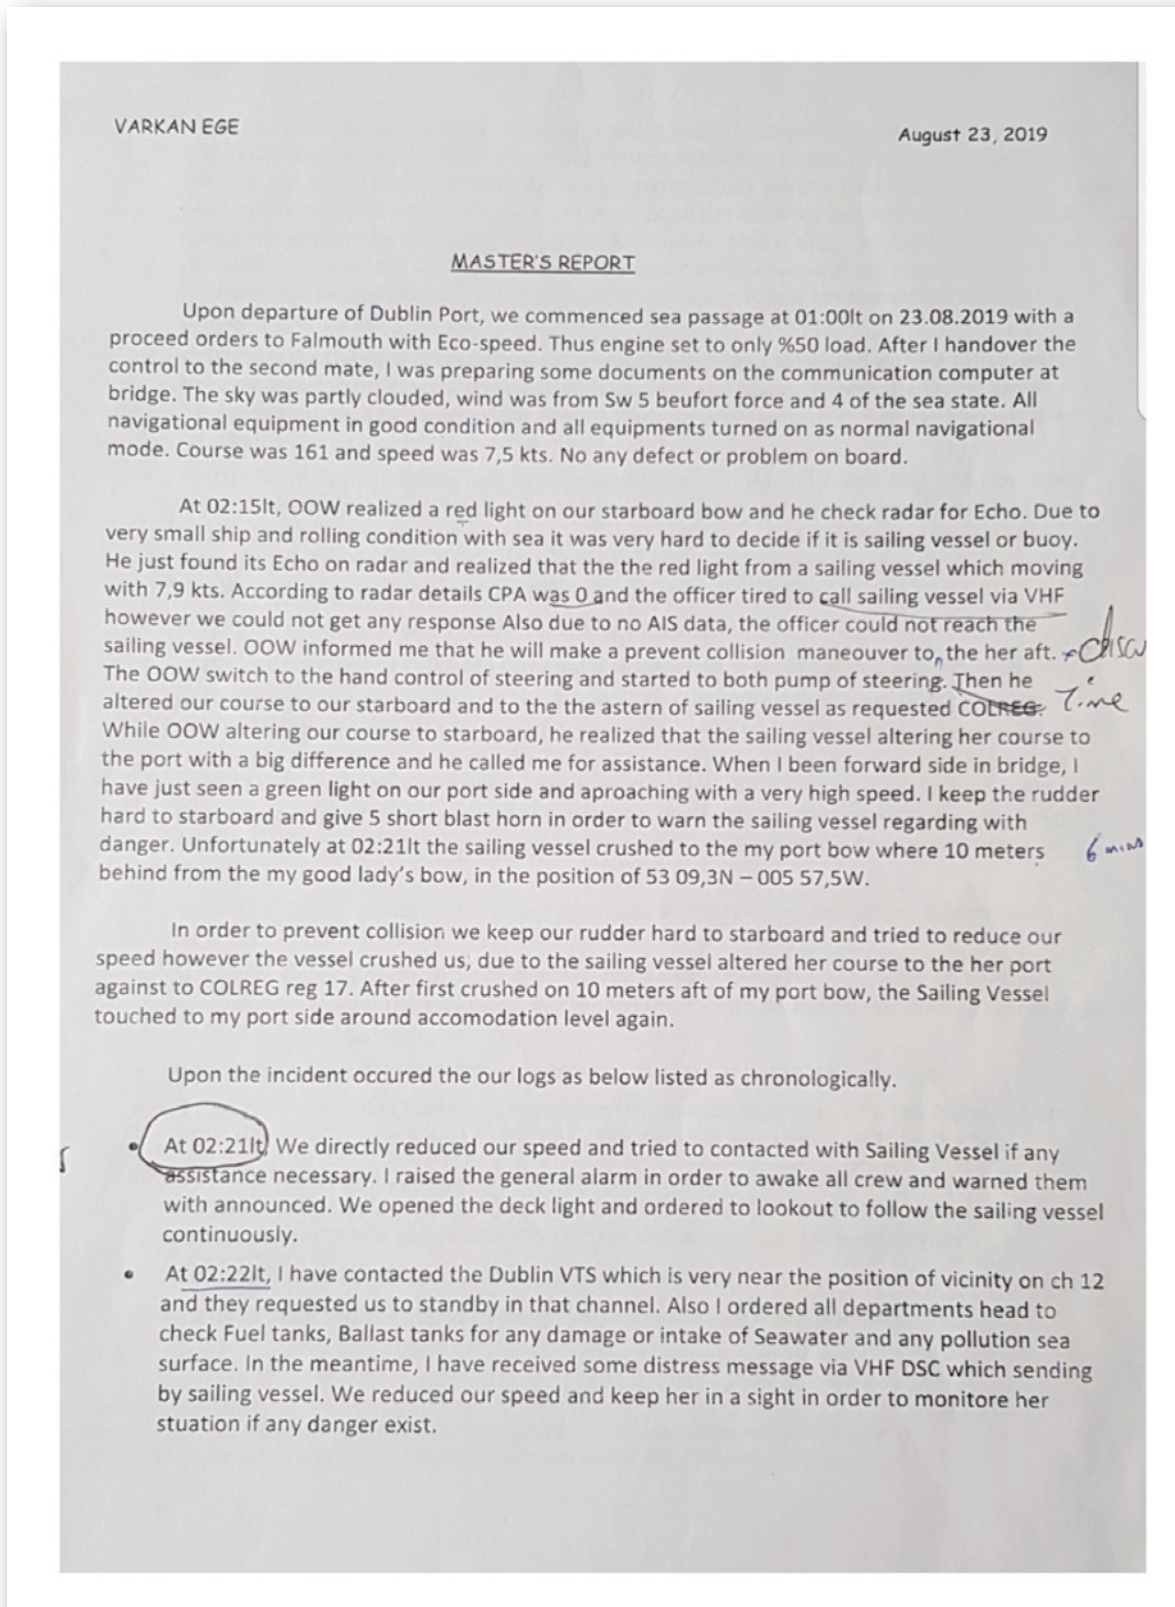 VARKAN EGE
August 23, 2019
MASTER'S REPORT
Upon departure of Dublin Port, we commenced sea passage at 01:00lt on 23.08.2019 with a
proceed orders to Falmouth with Eco-speed. Thus engine set to only %50 load. After I handover the
control to the second mate, I was preparing some documents on the communication computer at
bridge. The sky was partly clouded, wind was from Sw 5 beufort force and 4 of the sea state. All
navigational equipment in good condition and all equipments turned on as normal navigational
mode. Course was 161 and speed was 7,5 kts. No any defect or problem on board.
At 02:15lt, OOW realized a red light on our starboard bow and he check radar for Echo. Due to
very small ship and rolling condition with sea it was very hard to decide if it is sailing vessel or buoy.
He just found its Echo on radar and realized that the the red light from a sailing vessel which moving
with 7,9 kts. According to radar details CPA was 0 and the officer tired to call sailing vessel via VHF
however we could not get any response Also due to no AIS data, the officer could not reach the
sailing vessel. OOW informed me that he will make a prevent collision maneouver to the her aft.
The OOW switch to the hand control of steering and started to both pump of steering. Then he
altered our course to our starboard and to the the astern of sailing vessel as requested COLREG. Time
While OOW altering our course to starboard, he realized that the sailing vessel altering her course to
the port with a big difference and he called me for assistance. When I been forward side in bridge, I
have just seen a green light on our port side and aproaching with a very high speed. I keep the rudder
hard to starboard and give 5 short blast horn in order to warn the sailing vessel regarding with
danger. Unfortunately at 02:21lt the sailing vessel crushed to the my port bow where 10 meters 6 mins
behind from the my good lady's bow, in the position of 53 09,3N – 005 57,5W.
In order to prevent collision we keep our rudder hard to starboard and tried to reduce our
speed however the vessel crushed us, due to the sailing vessel altered her course to the her port
against to COLREG reg 17. After first crushed on 10 meters aft of my port bow, the Sailing Vessel
touched to my port side around accomodation level again.
Upon the incident occured the our logs as below listed as chronologically.
• At 02:21lt We directly reduced our speed and tried to contacted with Sailing Vessel if any
assistance necessary. I raised the general alarm in order to awake all crew and warned them
with announced. We opened the deck light and ordered to lookout to follow the sailing vessel
continuously.
• At 02:22lt, I have contacted the Dublin VTS which is very near the position of vicinity on ch 12
and they requested us to standby in that channel. Also I ordered all departments head to
check Fuel tanks, Ballast tanks for any damage or intake of Seawater and any pollution sea
surface. In the meantime, I have received some distress message via VHF DSC which sending
by sailing vessel. We reduced our speed and keep her in a sight in order to monitore her
stuation if any danger exist.